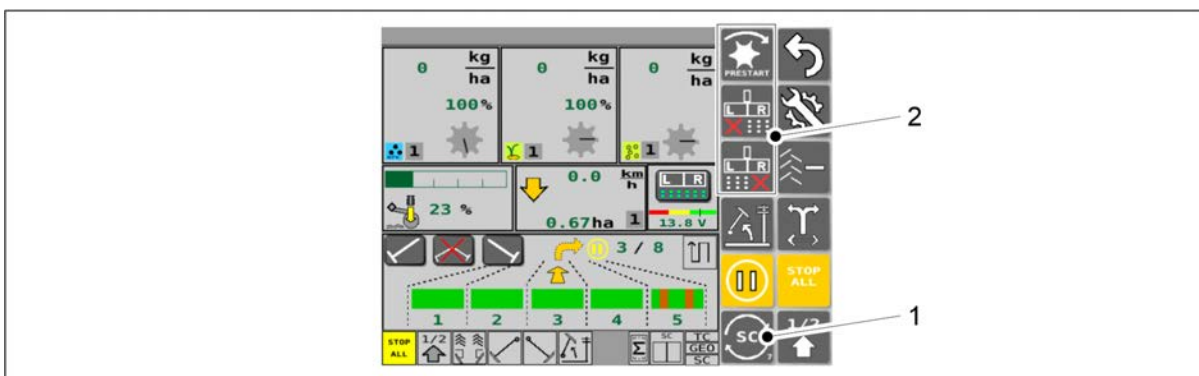 0 kg/ha
100%
1
0 kg/ha
100%
1
0 kg/ha
1
23 %
0.0 km/h
0.67ha 1
L R
13.8 V
3 / 8
1 2 3 4 5
STOP ALL
1/2
Σ
SC
TC
GEO
SC
PRESTART
L R
L R
STOP
ALL
SC
1/2
2
1